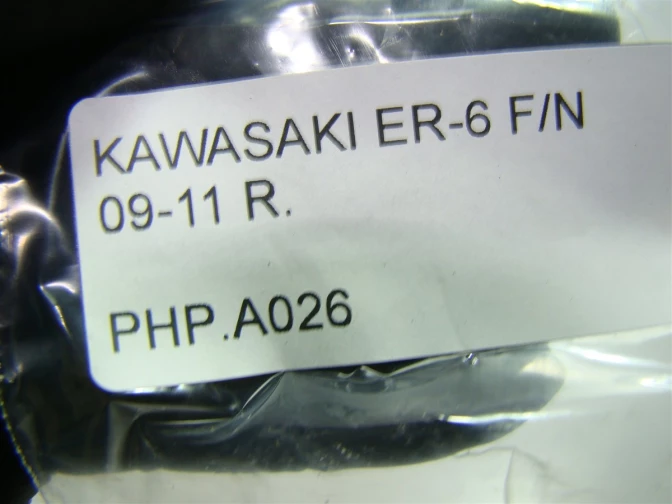 KAWASAKI ER-6 F/N
09-11 R.
PHP.A026